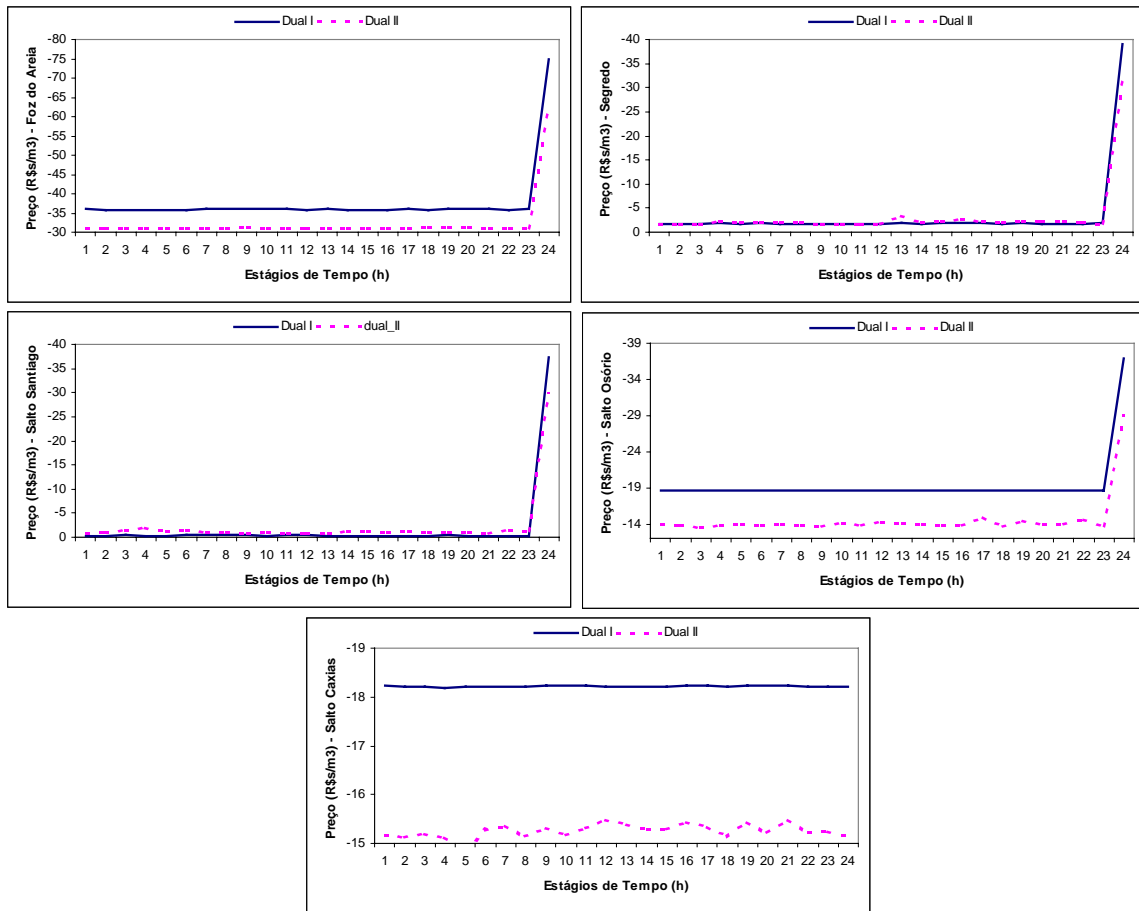 Dual I Dual II
Preço (R$s/m3) - Foz do Areia
-80
-75
-70
-65
-60
-55
-50
-45
-40
-35
-30
1 2 3 4 5 6 7 8 9 10 11 12 13 14 15 16 17 18 19 20 21 22 23 24
Estágios de Tempo (h)
Dual I Dual II
Preço (R$s/m3) - Segredo
-40
-35
-30
-25
-20
-15
-10
-5
0
1 2 3 4 5 6 7 8 9 10 11 12 13 14 15 16 17 18 19 20 21 22 23 24
Estágios de Tempo (h)
Dual I dual_II
Preço (R$s/m3) - Salto Santiago
-40
-35
-30
-25
-20
-15
-10
-5
0
1 2 3 4 5 6 7 8 9 10 11 12 13 14 15 16 17 18 19 20 21 22 23 24
Estágios de Tempo (h)
Dual I Dual II
Preço (R$s/m3) - Salto Osório
-39
-34
-29
-24
-19
-14
1 2 3 4 5 6 7 8 9 10 11 12 13 14 15 16 17 18 19 20 21 22 23 24
Estágios de Tempo (h)
Dual I Dual II
Preço (R$s/m3) - Salto Caxias
-19
-18
-17
-16
-15
1 2 3 4 5 6 7 8 9 10 11 12 13 14 15 16 17 18 19 20 21 22 23 24
Estágios de Tempo (h)